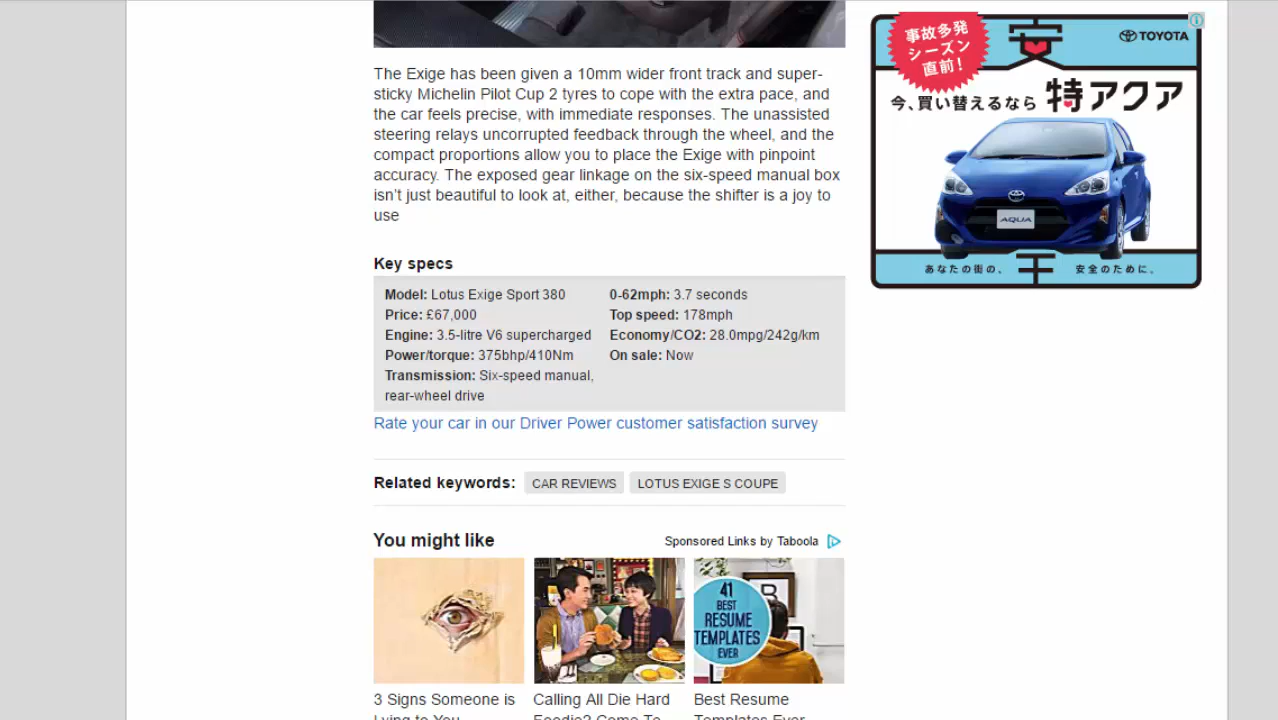 The Exige has been given a 10mm wider front track and super-
sticky Michelin Pilot Cup 2 tyres to cope with the extra pace, and
the car feels precise, with immediate responses. The unassisted
steering relays uncorrupted feedback through the wheel, and the
compact proportions allow you to place the Exige with pinpoint
accuracy. The exposed gear linkage on the six-speed manual box
isn't just beautiful to look at, either, because the shifter is a joy to
use
Key specs
Model: Lotus Exige Sport 380
Price: £67,000
Engine: 3.5-litre V6 supercharged
Power/torque: 375bhp/410Nm
Transmission: Six-speed manual,
rear-wheel drive
0-62mph: 3.7 seconds
Top speed: 178mph
Economy/CO2: 28.0mpg/242g/km
On sale: Now
Rate your car in our Driver Power customer satisfaction survey
Related keywords: CAR REVIEWS LOTUS EXIGE S COUPE
You might like
Sponsored Links by Taboola
41
BEST
RESUME
TEMPLATES
EVER
3 Signs Someone is
Lying to You
Calling All Die Hard
Foodie? Come To
Best Resume
Templates Ever
事故多発
シーズン
直前!
TOYOTA
今、買い替えるなら 特アクア
AQUA
あなたの街の、
安全のために。